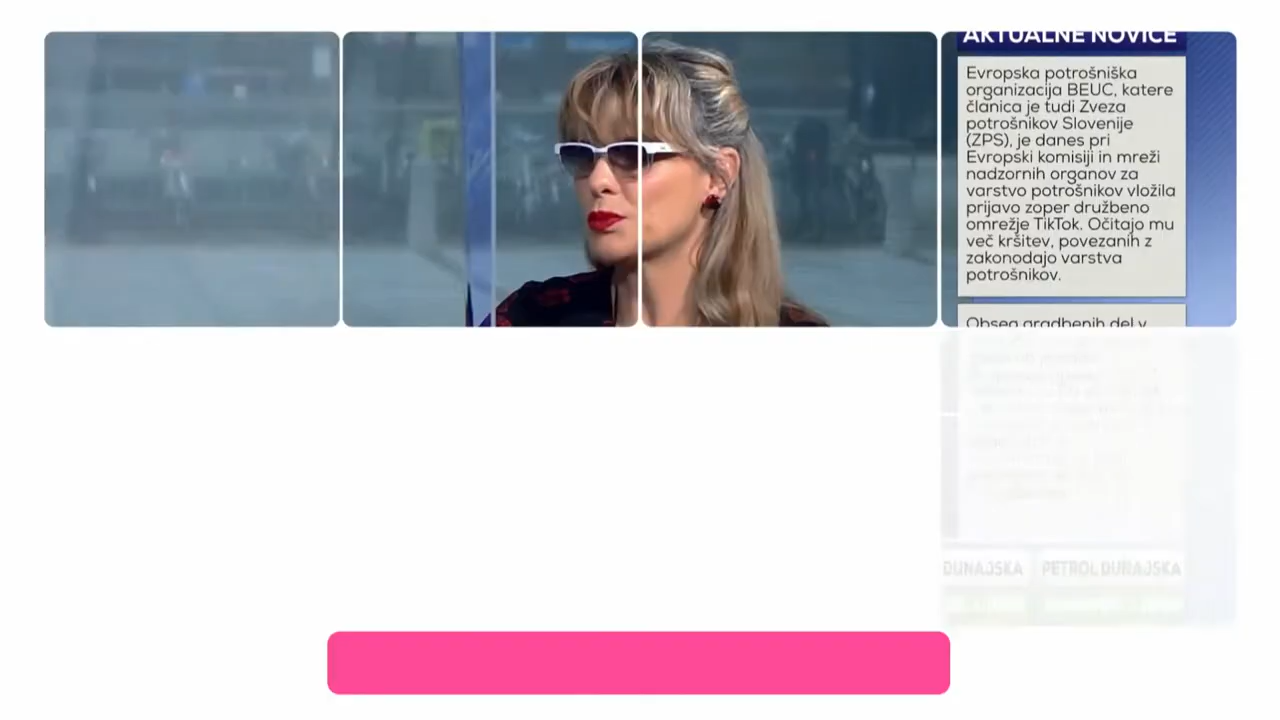 AKTUALNE NOVICE
Evropska potrošniška
organizacija BEUC, katere
članica je tudi Zveza
potrošnikov Slovenije
(ZPS), je danes pri
Evropski komisiji in mreži
nadzornih organov za
varstvo potrošnikov vložila
prijavo zoper družbeno
omrežje TikTok. Očitajo mu
več kršitev, povezanih z
zakonodajo varstva
potrošnikov.
Obseg gradbenih del v
DUNAJSKA PETROL DUNAJSKA